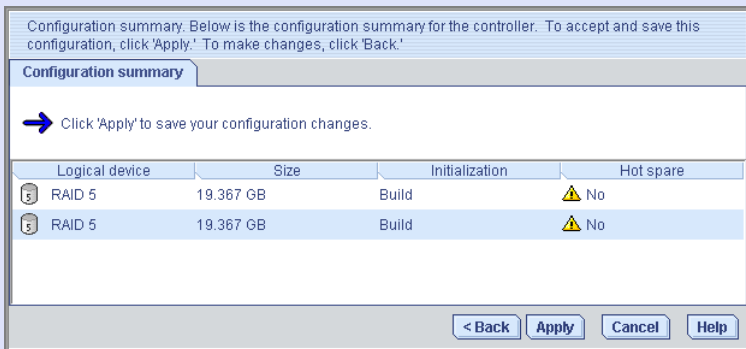 Configuration summary. Below is the configuration summary for the controller. To accept and save this
configuration, click 'Apply.' To make changes, click 'Back.'
Configuration summary
Click 'Apply' to save your configuration changes.
Logical device Size Initialization Hot spare
5 RAID 5 19.367 GB Build No
5 RAID 5 19.367 GB Build No
< Back Apply Cancel Help